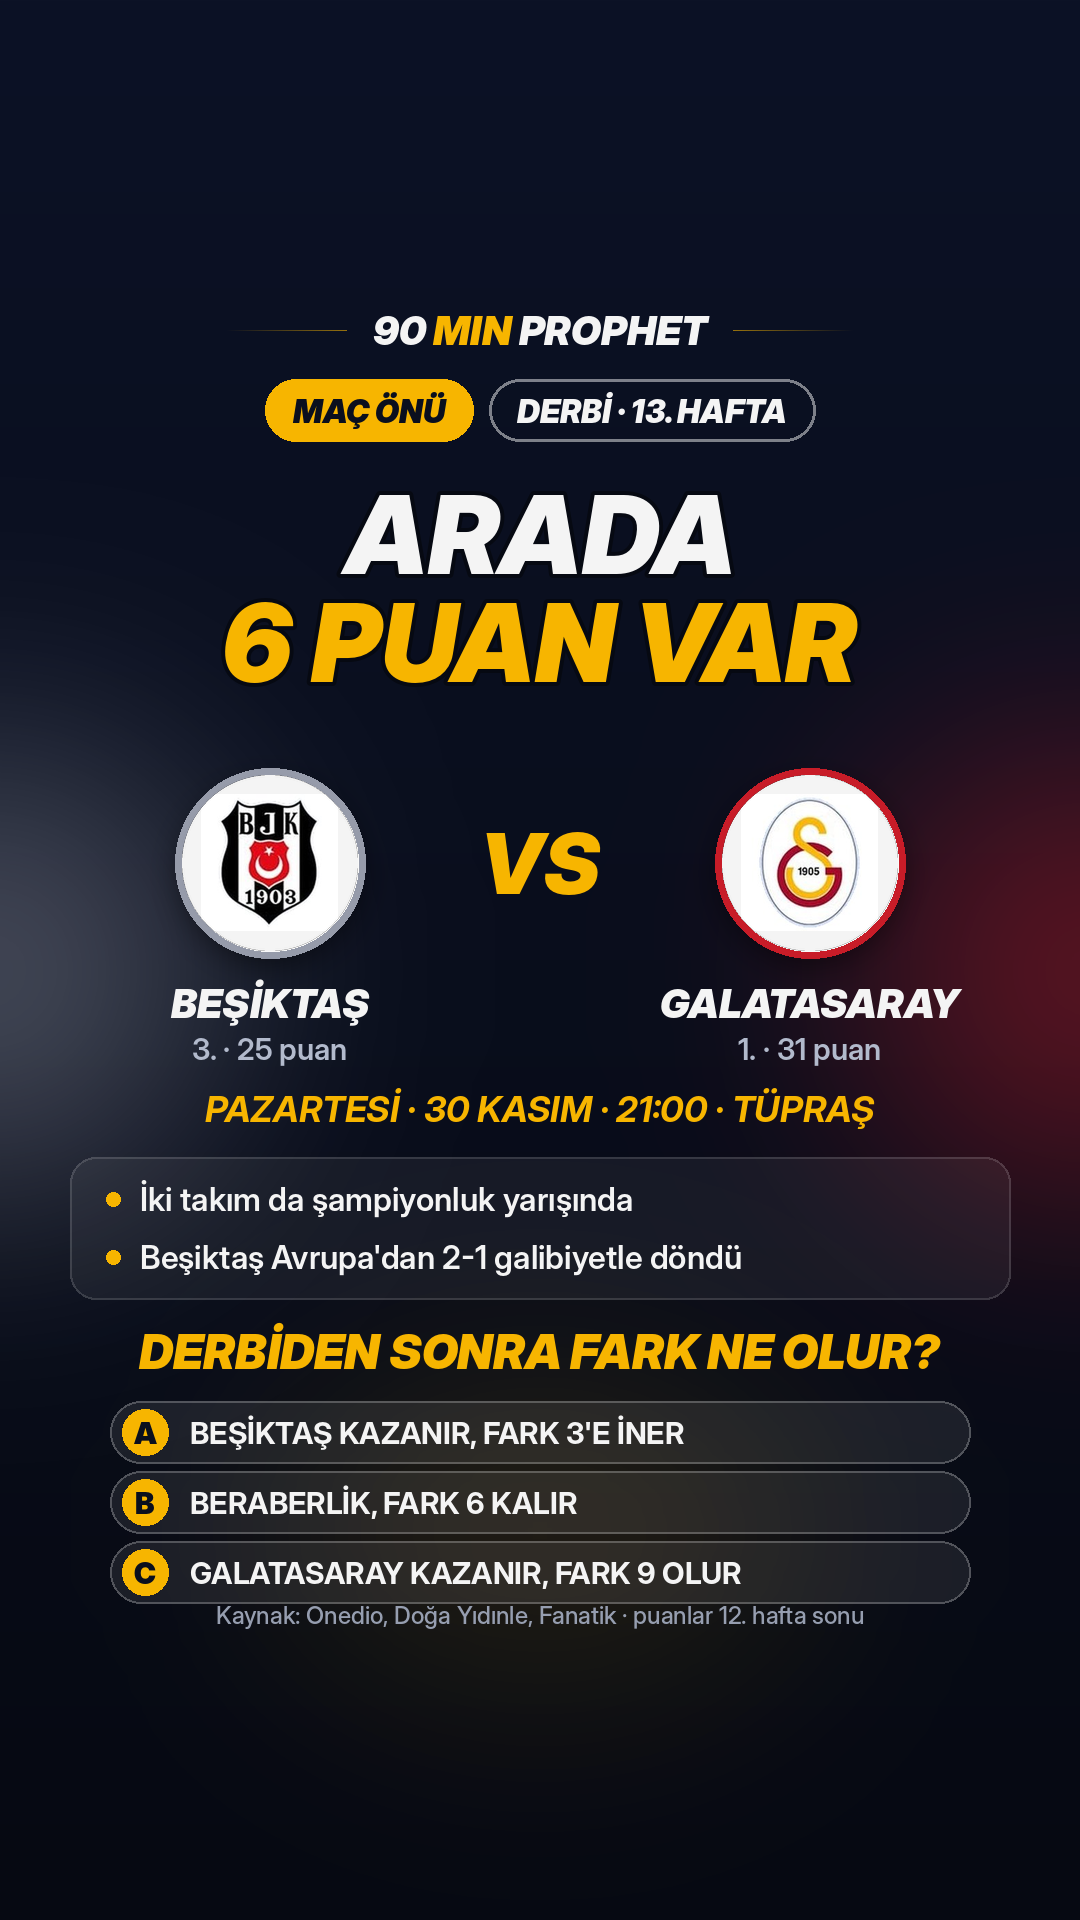 90 MIN PROPHET
MAÇ ÖNÜ
DERBİ · 13. HAFTA
ARADA
6 PUAN VAR
BJK
1903
VS
1905
BEŞİKTAŞ
GALATASARAY
3. · 25 puan
1. · 31 puan
PAZARTESİ · 30 KASIM · 21:00 · TÜPRAŞ
İki takım da şampiyonluk yarışında
Beşiktaş Avrupa'dan 2-1 galibiyetle döndü
DERBİDEN SONRA FARK NE OLUR?
A BEŞİKTAŞ KAZANIR, FARK 3'E İNER
B BERABERLİK, FARK 6 KALIR
C GALATASARAY KAZANIR, FARK 9 OLUR
Kaynak: Onedio, Doğa Yıdınle, Fanatik · puanlar 12. hafta sonu